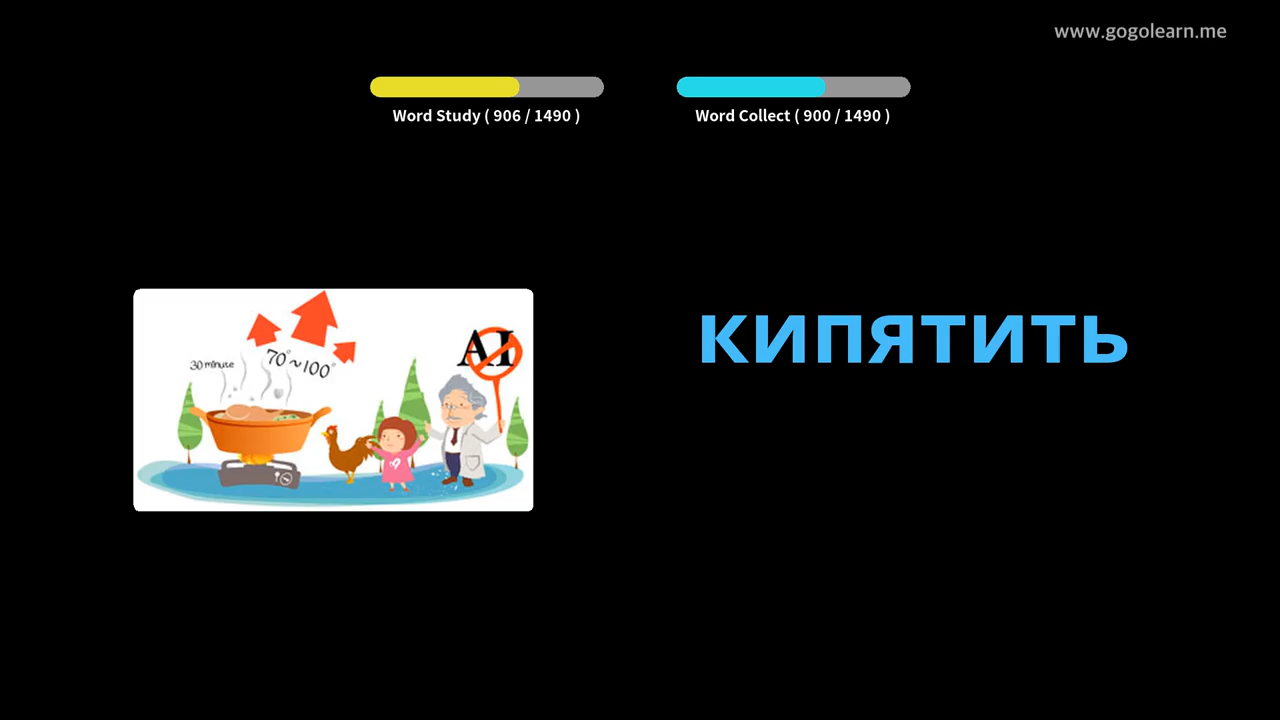 www.gogolearn.me
Word Study ( 906 / 1490 )
Word Collect ( 900 / 1490 )
30 minute
70°~100°
AI
кипятить